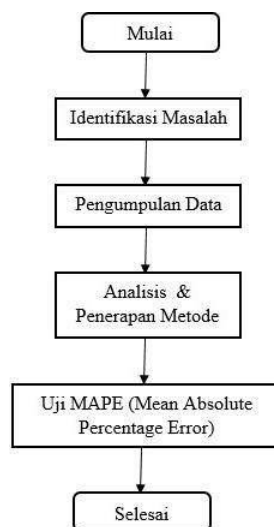 Mulai
Identifikasi Masalah
Pengumpulan Data
Analisis &
Penerapan Metode
Uji MAPE (Mean Absolute
Percentage Error)
Selesai